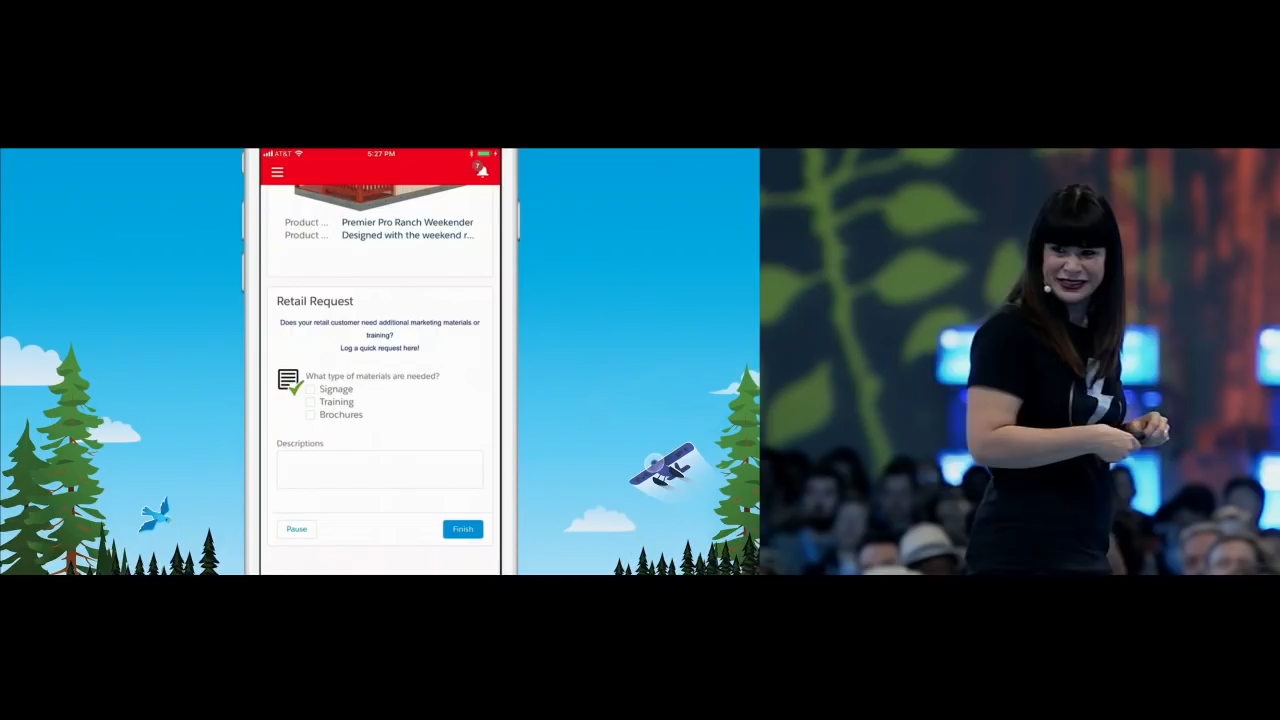 AT&T
5:27 PM
7
Product ... Premier Pro Ranch Weekender
Product ... Designed with the weekend r...
Retail Request
Does your retail customer need additional marketing materials or
training?
Log a quick request here!
What type of materials are needed?
Signage
Training
Brochures
Descriptions
Pause
Finish